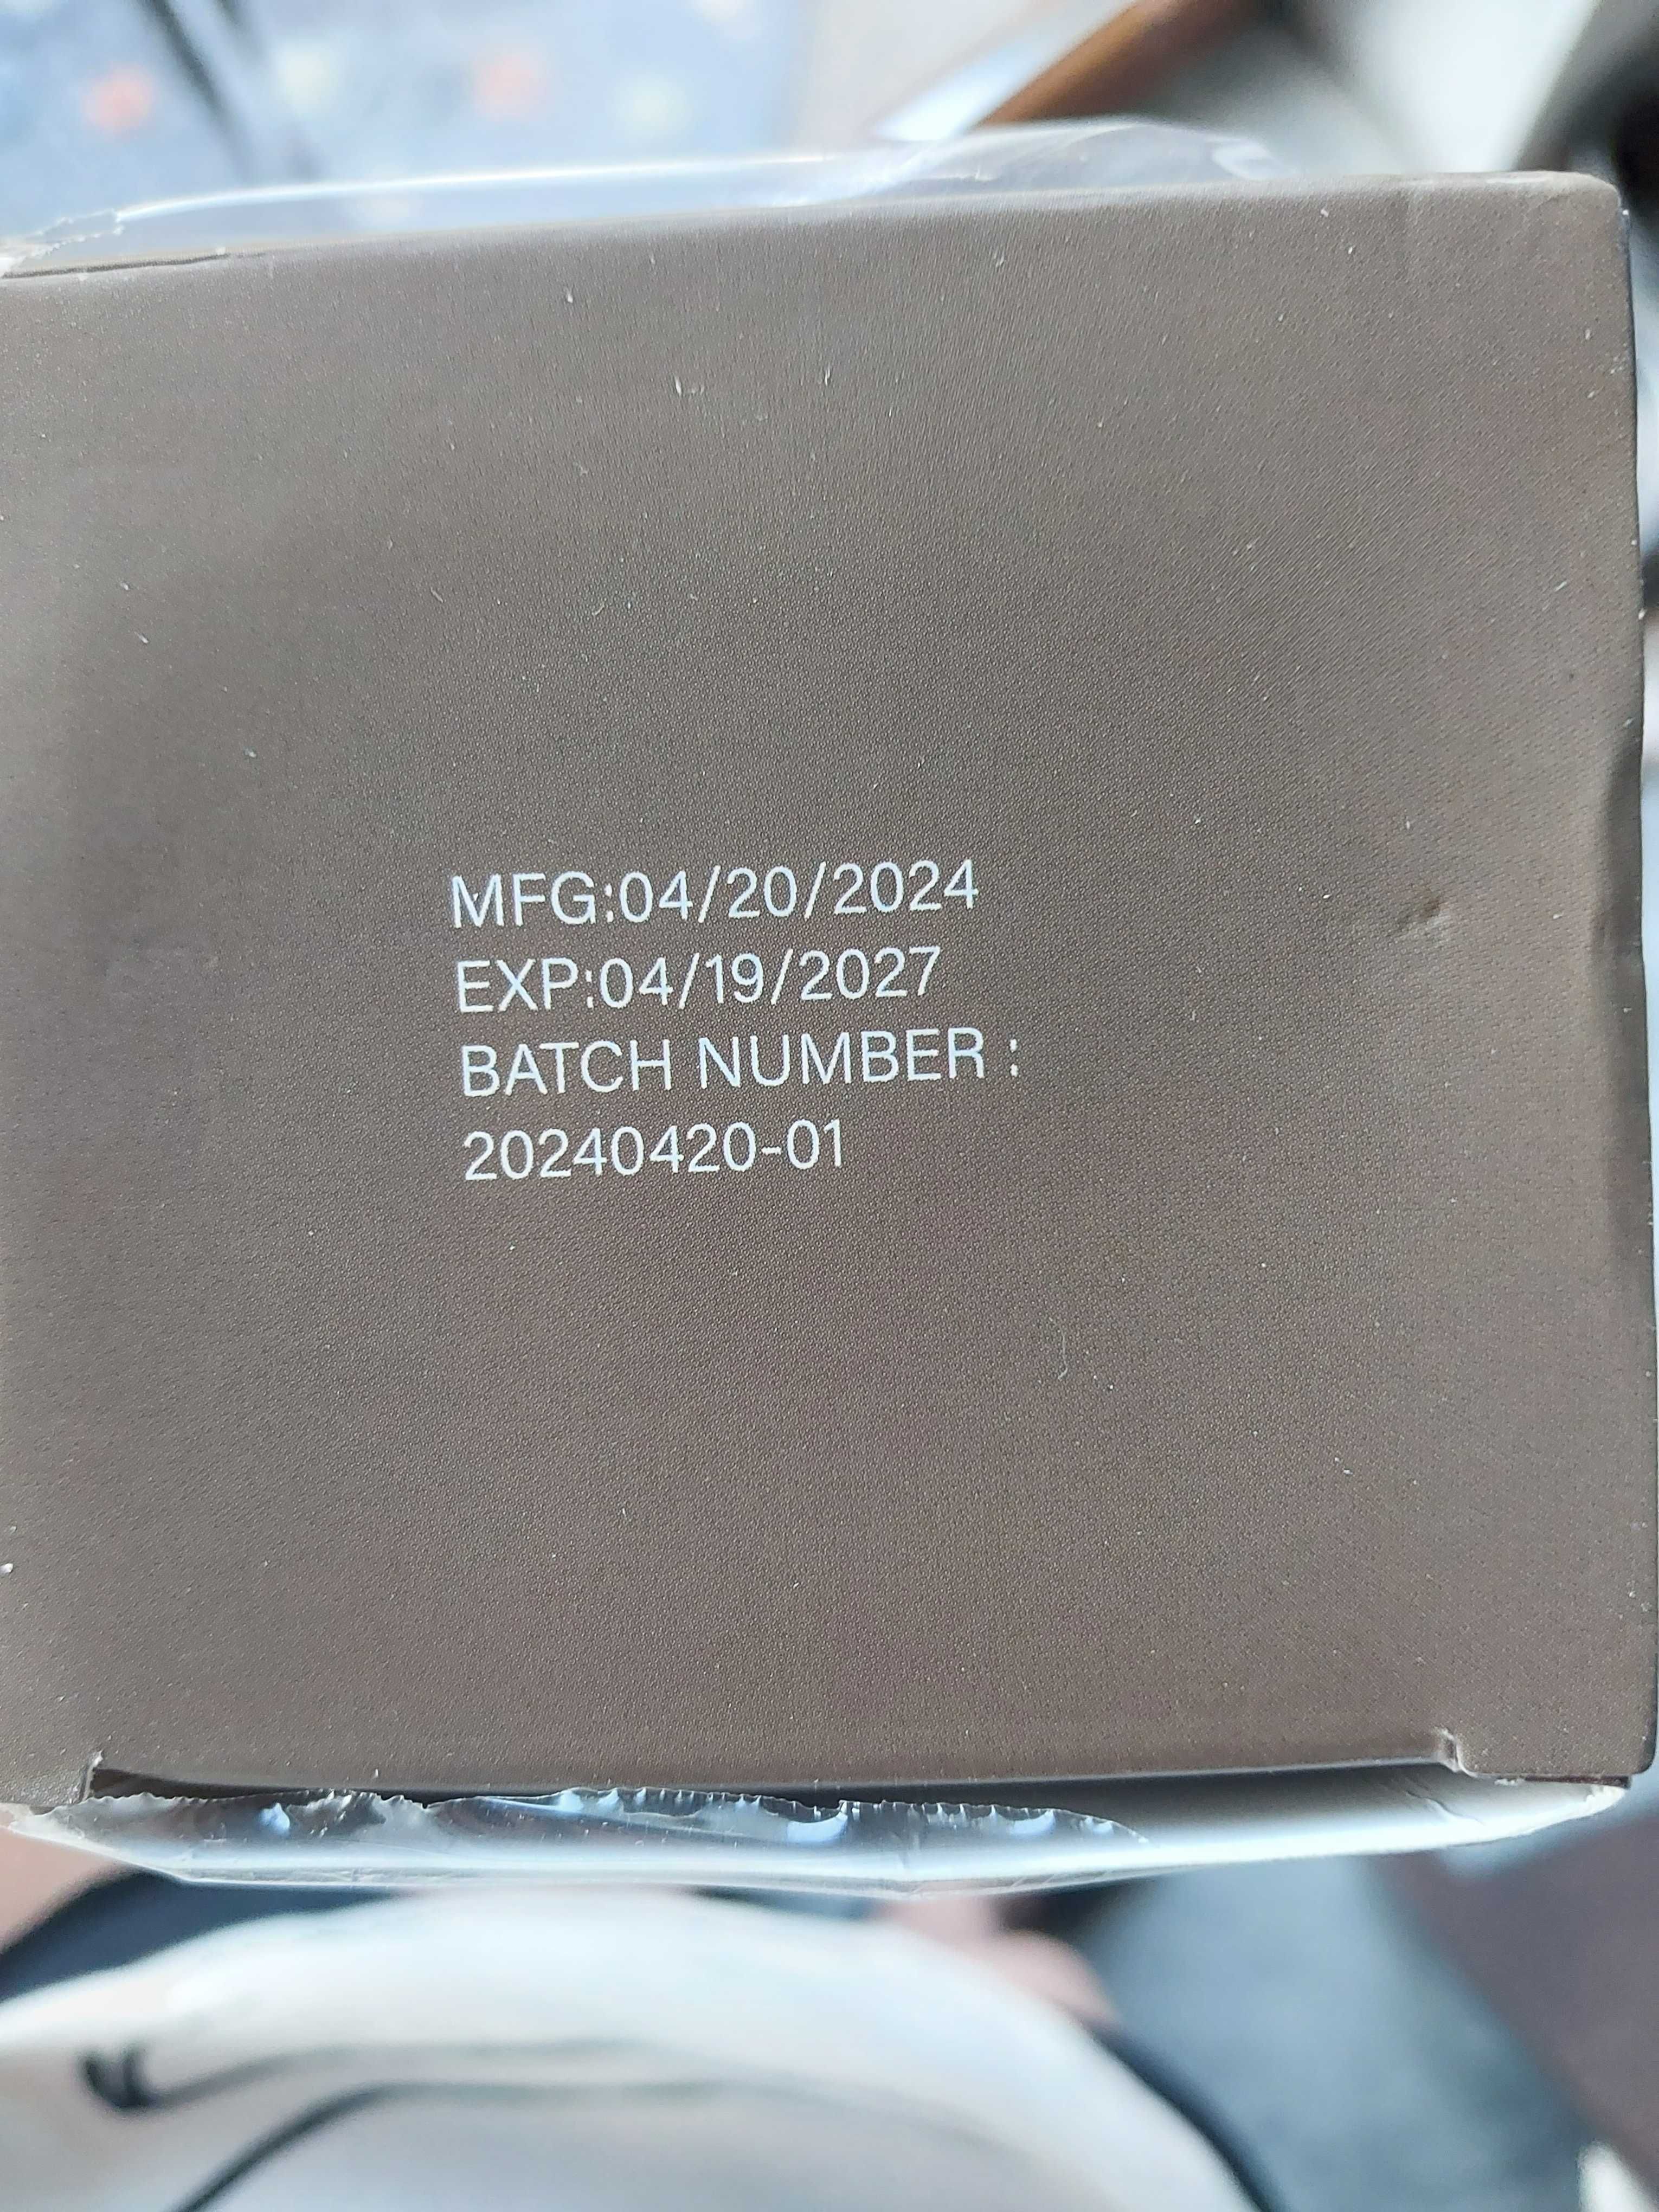 MFG:04/20/2024
EXP:04/19/2027
BATCH NUMBER :
20240420-01